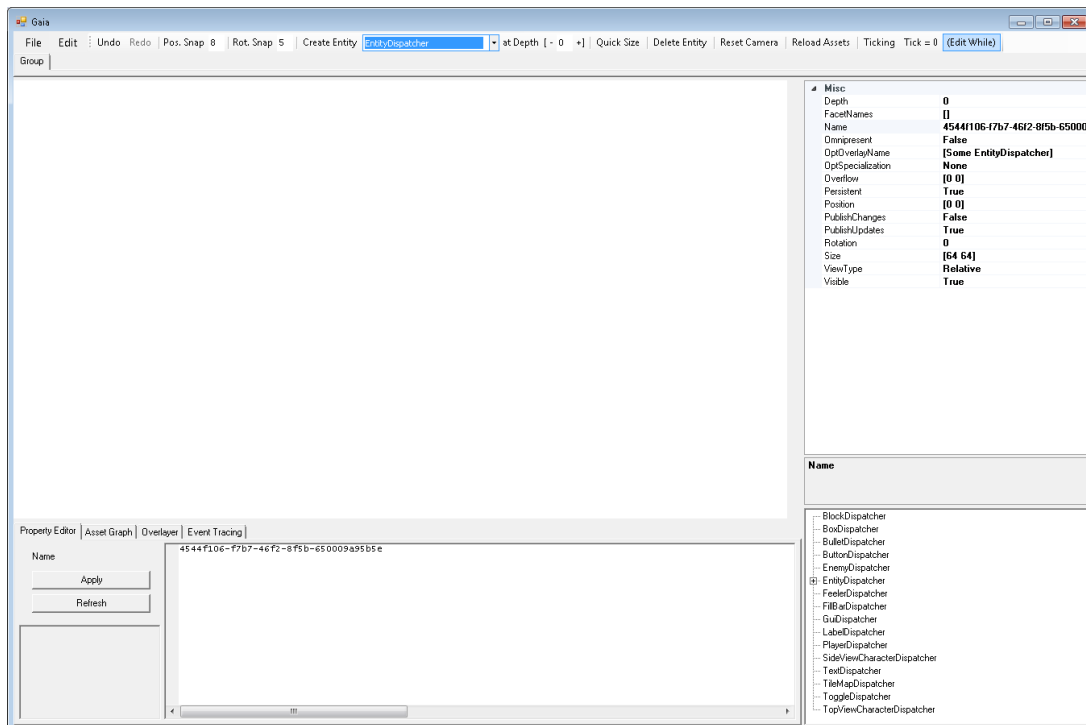 Gaia
File Edit Undo Redo Pos. Snap 8 Rot. Snap 5 Create Entity EntityDispatcher at Depth [ - 0 +] Quick Size Delete Entity Reset Camera Reload Assets Ticking Tick = 0 (Edit While)
Group
Misc
Depth 0
FacetNames []
Name 4544f106-f7b7-46f2-8f5b-65000
Omnipresent False
OptOverlayName [Some EntityDispatcher]
OptSpecialization None
Overflow [0 0]
Persistent True
Position [0 0]
PublishChanges False
PublishUpdates True
Rotation 0
Size [64 64]
ViewType Relative
Visible True
Name
Property Editor Asset Graph Overlayer Event Tracing
Name
Apply
Refresh
4544f106-f7b7-46f2-8f5b-650009a95b5e
BlockDispatcher
BoxDispatcher
BulletDispatcher
ButtonDispatcher
EnemyDispatcher
EntityDispatcher
FeelerDispatcher
FillBarDispatcher
GuiDispatcher
LabelDispatcher
PlayerDispatcher
SideViewCharacterDispatcher
TextDispatcher
TileMapDispatcher
ToggleDispatcher
TopViewCharacterDispatcher